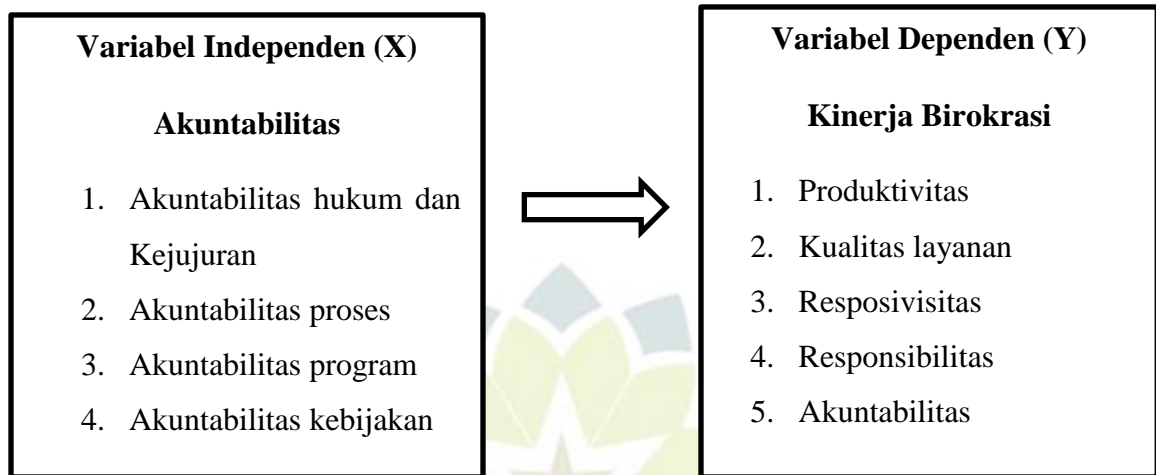 Variabel Independen (X)
Akuntabilitas
1. Akuntabilitas hukum dan
Kejujuran
2. Akuntabilitas proses
3. Akuntabilitas program
4. Akuntabilitas kebijakan
Variabel Dependen (Y)
Kinerja Birokrasi
1. Produktivitas
2. Kualitas layanan
3. Resposivisitas
4. Responsibilitas
5. Akuntabilitas